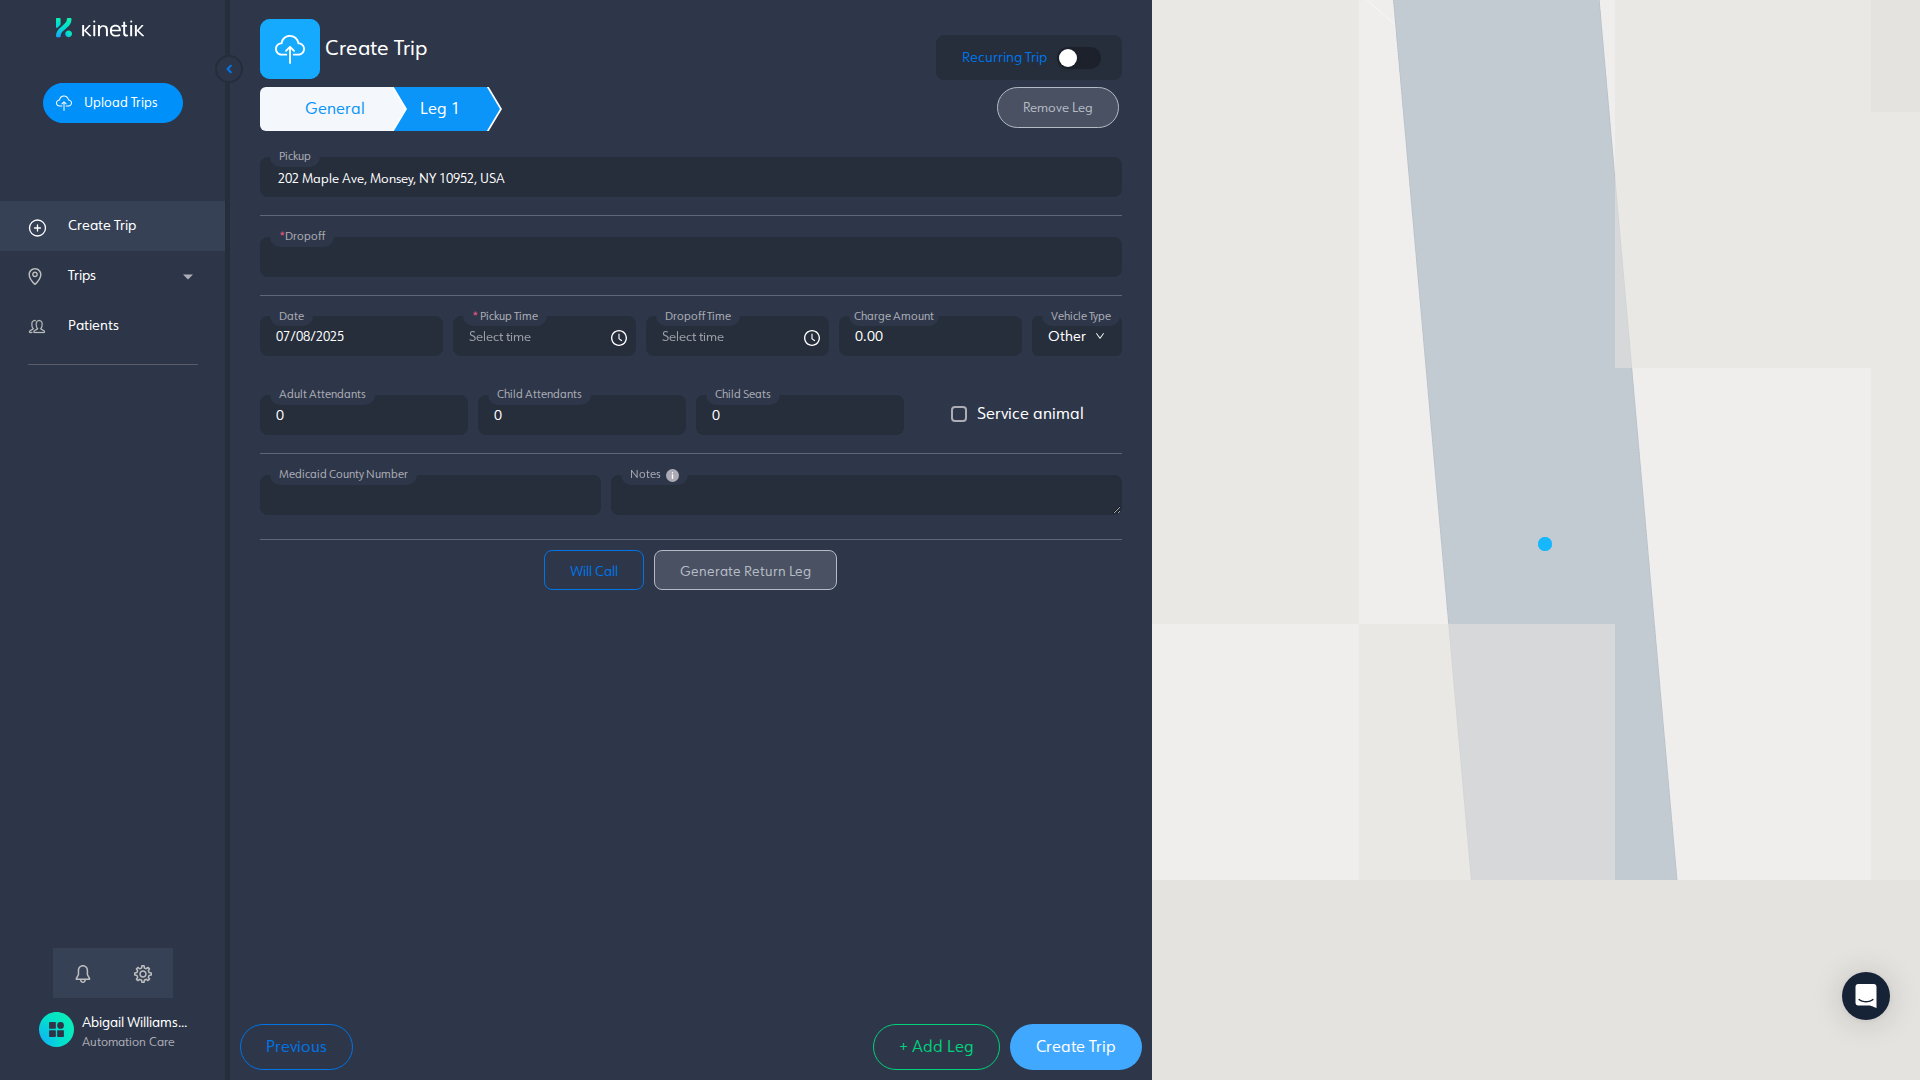 kinetik
Upload Trips
Create Trip
Trips
Patients
Abigail Williams...
Automation Care
Create Trip
Recurring Trip
General
Leg 1
Remove Leg
Pickup
202 Maple Ave, Monsey, NY 10952, USA
*Dropoff
Date
07/08/2025
* Pickup Time
Select time
Dropoff Time
Select time
Charge Amount
0.00
Vehicle Type
Other
Adult Attendants
0
Child Attendants
0
Child Seats
0
Service animal
Medicaid County Number
Notes
Will Call
Generate Return Leg
Previous
+ Add Leg
Create Trip